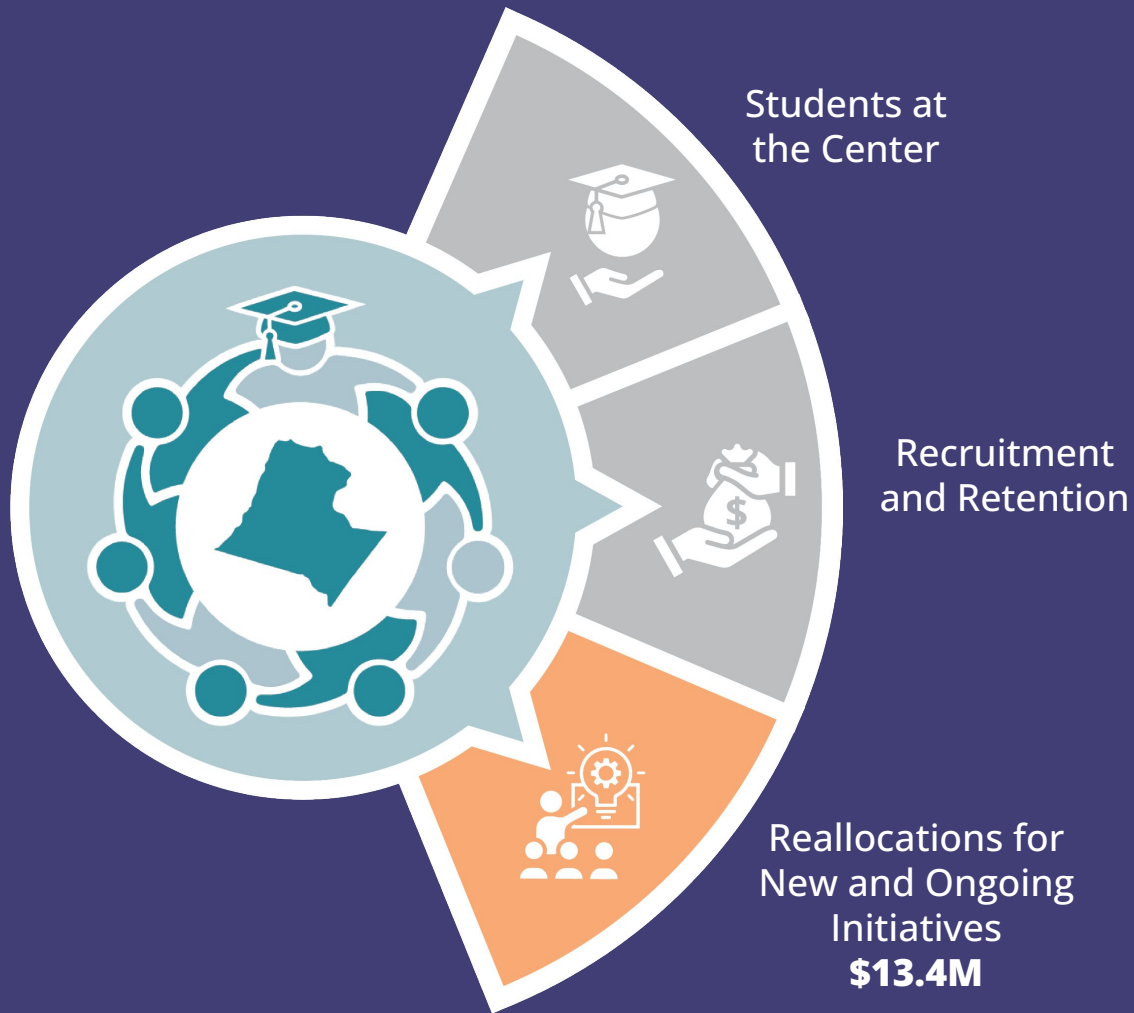 Students at
the Center
$
Recruitment
and Retention
Reallocations for
New and Ongoing
Initiatives
$13.4M